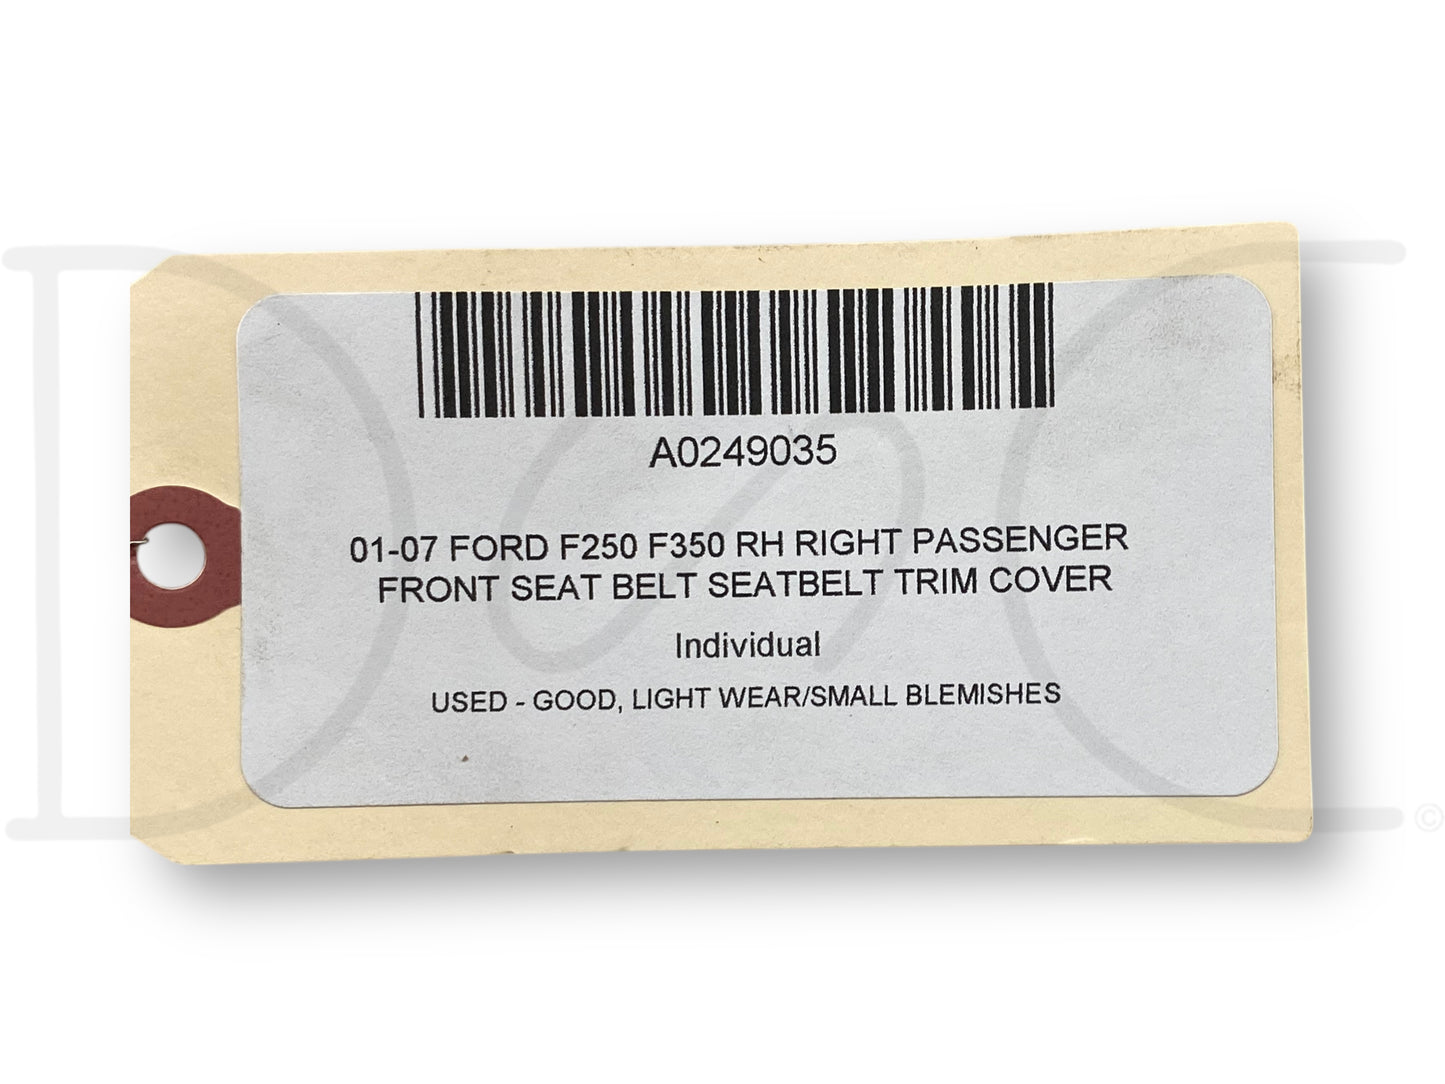 A0249035
01-07 FORD F250 F350 RH RIGHT PASSENGER
FRONT SEAT BELT SEATBELT TRIM COVER
Individual
USED - GOOD, LIGHT WEAR/SMALL BLEMISHES
©